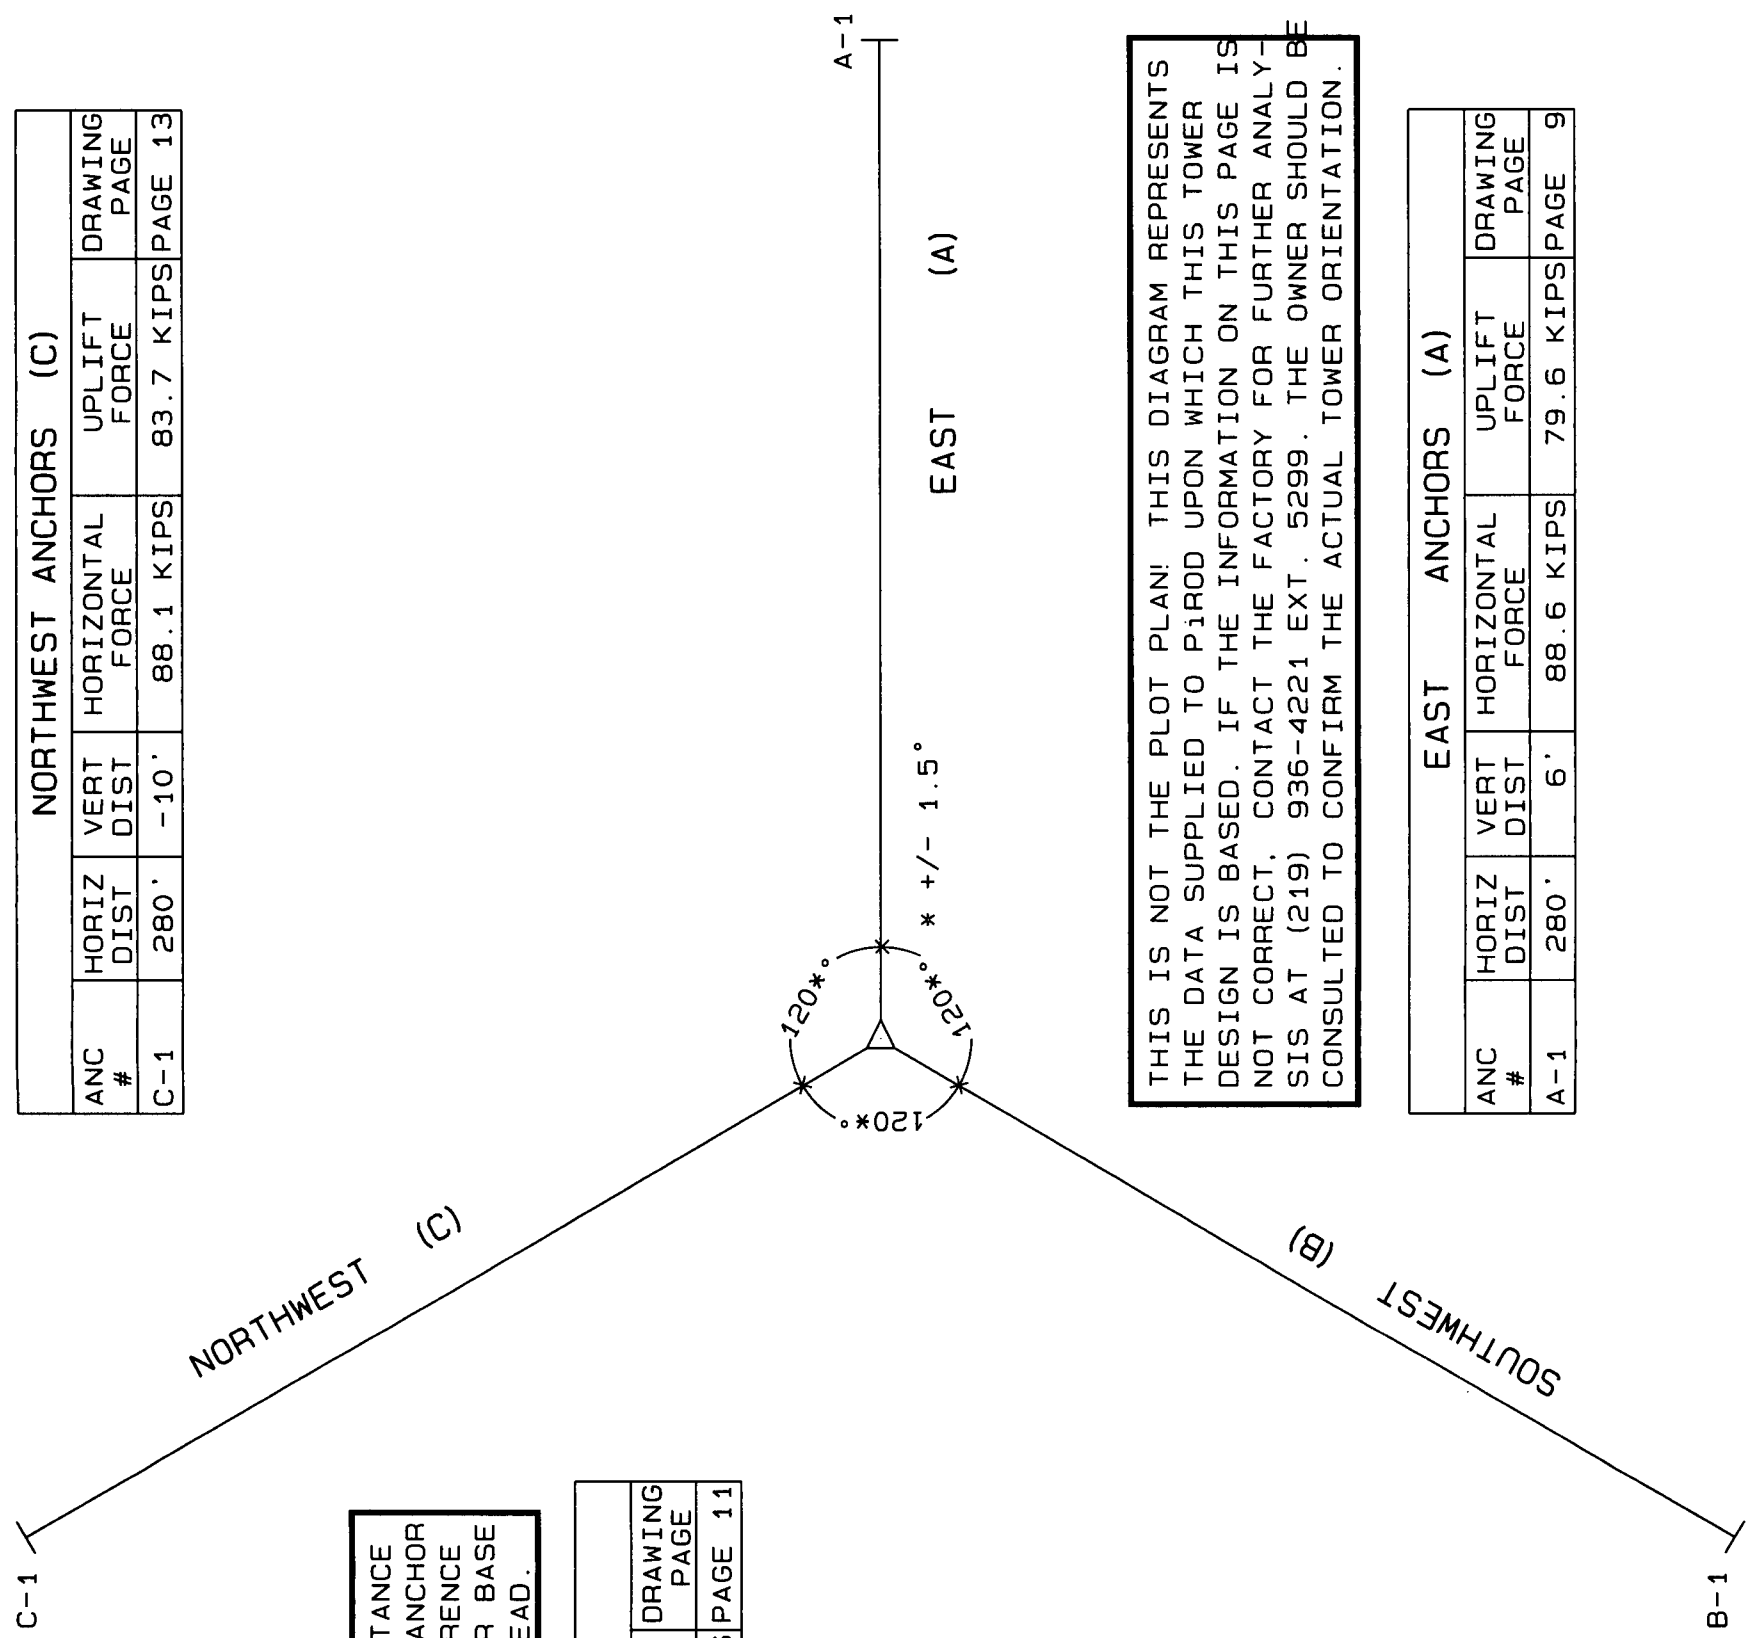 NORTHWEST ANCHORS (C)
ANC # HORIZ DIST VERT DIST HORIZONTAL FORCE UPLIFT FORCE DRAWING PAGE
C-1 280' -10' 88.1 KIPS 83.7 KIPS PAGE 13
C-1
NORTHWEST (C)
TANCE
ANCHOR
RENCE
R BASE
EAD.
DRAWING PAGE
PAGE 11
120*°
120*°
120*°
* +/- 1.5°
A-1
EAST (A)
SOUTHWEST (B)
B-1
THIS IS NOT THE PLOT PLAN! THIS DIAGRAM REPRESENTS
THE DATA SUPPLIED TO PiROD UPON WHICH THIS TOWER
DESIGN IS BASED. IF THE INFORMATION ON THIS PAGE IS
NOT CORRECT, CONTACT THE FACTORY FOR FURTHER ANALY-
SIS AT (219) 936-4221 EXT. 5299. THE OWNER SHOULD BE
CONSULTED TO CONFIRM THE ACTUAL TOWER ORIENTATION.
EAST ANCHORS (A)
ANC # HORIZ DIST VERT DIST HORIZONTAL FORCE UPLIFT FORCE DRAWING PAGE
A-1 280' 6' 88.6 KIPS 79.6 KIPS PAGE 9